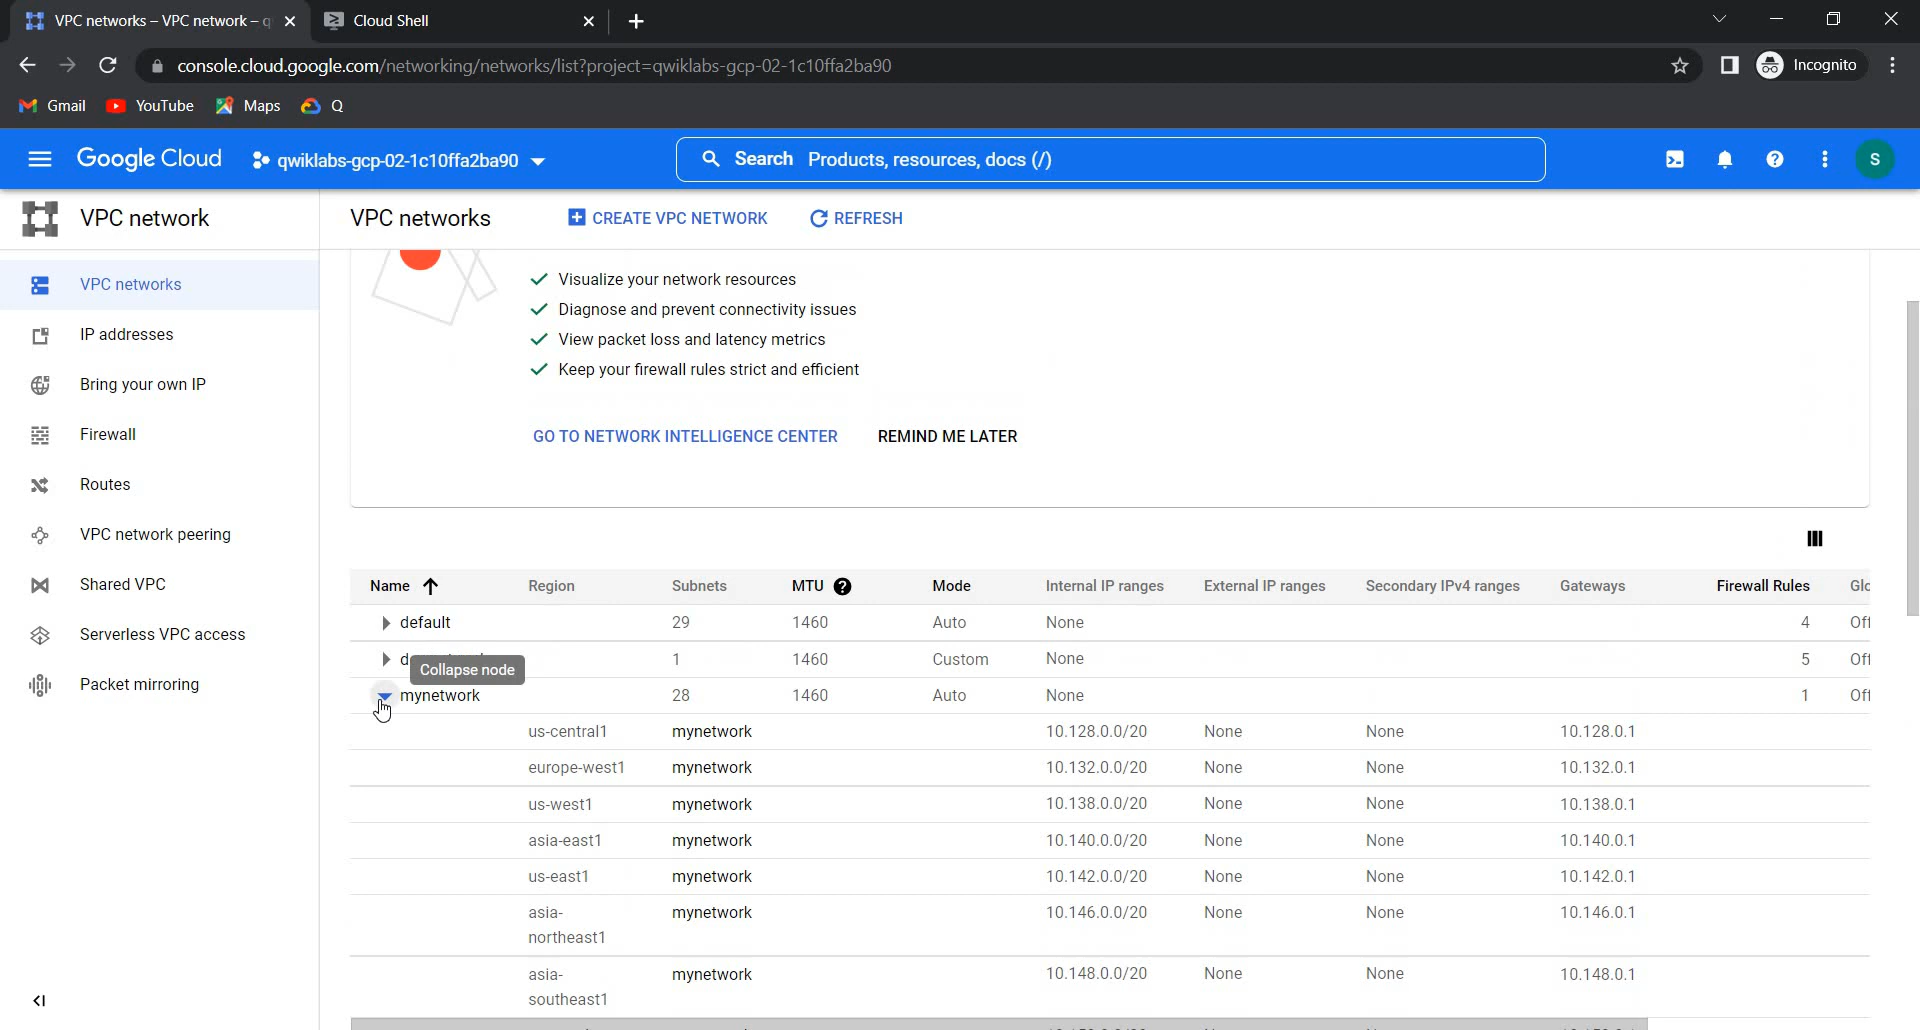 VPC networks – VPC network – q
Cloud Shell
console.cloud.google.com/networking/networks/list?project=qwiklabs-gcp-02-1c10ffa2ba90
Incognito
Gmail
YouTube
Maps
Q
Google Cloud
qwiklabs-gcp-02-1c10ffa2ba90
Search Products, resources, docs (/)
S
VPC network
VPC networks
CREATE VPC NETWORK
REFRESH
VPC networks
IP addresses
Bring your own IP
Firewall
Routes
VPC network peering
Shared VPC
Serverless VPC access
Packet mirroring
Visualize your network resources
Diagnose and prevent connectivity issues
View packet loss and latency metrics
Keep your firewall rules strict and efficient
GO TO NETWORK INTELLIGENCE CENTER REMIND ME LATER
Name Region Subnets MTU Mode Internal IP ranges External IP ranges Secondary IPv4 ranges Gateways Firewall Rules Glo
default 29 1460 Auto None 4 Off
1 1460 Custom None 5 Off
Collapse node
mynetwork 28 1460 Auto None 1 Off
us-central1 mynetwork 10.128.0.0/20 None None 10.128.0.1
europe-west1 mynetwork 10.132.0.0/20 None None 10.132.0.1
us-west1 mynetwork 10.138.0.0/20 None None 10.138.0.1
asia-east1 mynetwork 10.140.0.0/20 None None 10.140.0.1
us-east1 mynetwork 10.142.0.0/20 None None 10.142.0.1
asia-
northeast1 mynetwork 10.146.0.0/20 None None 10.146.0.1
asia-
southeast1 mynetwork 10.148.0.0/20 None None 10.148.0.1